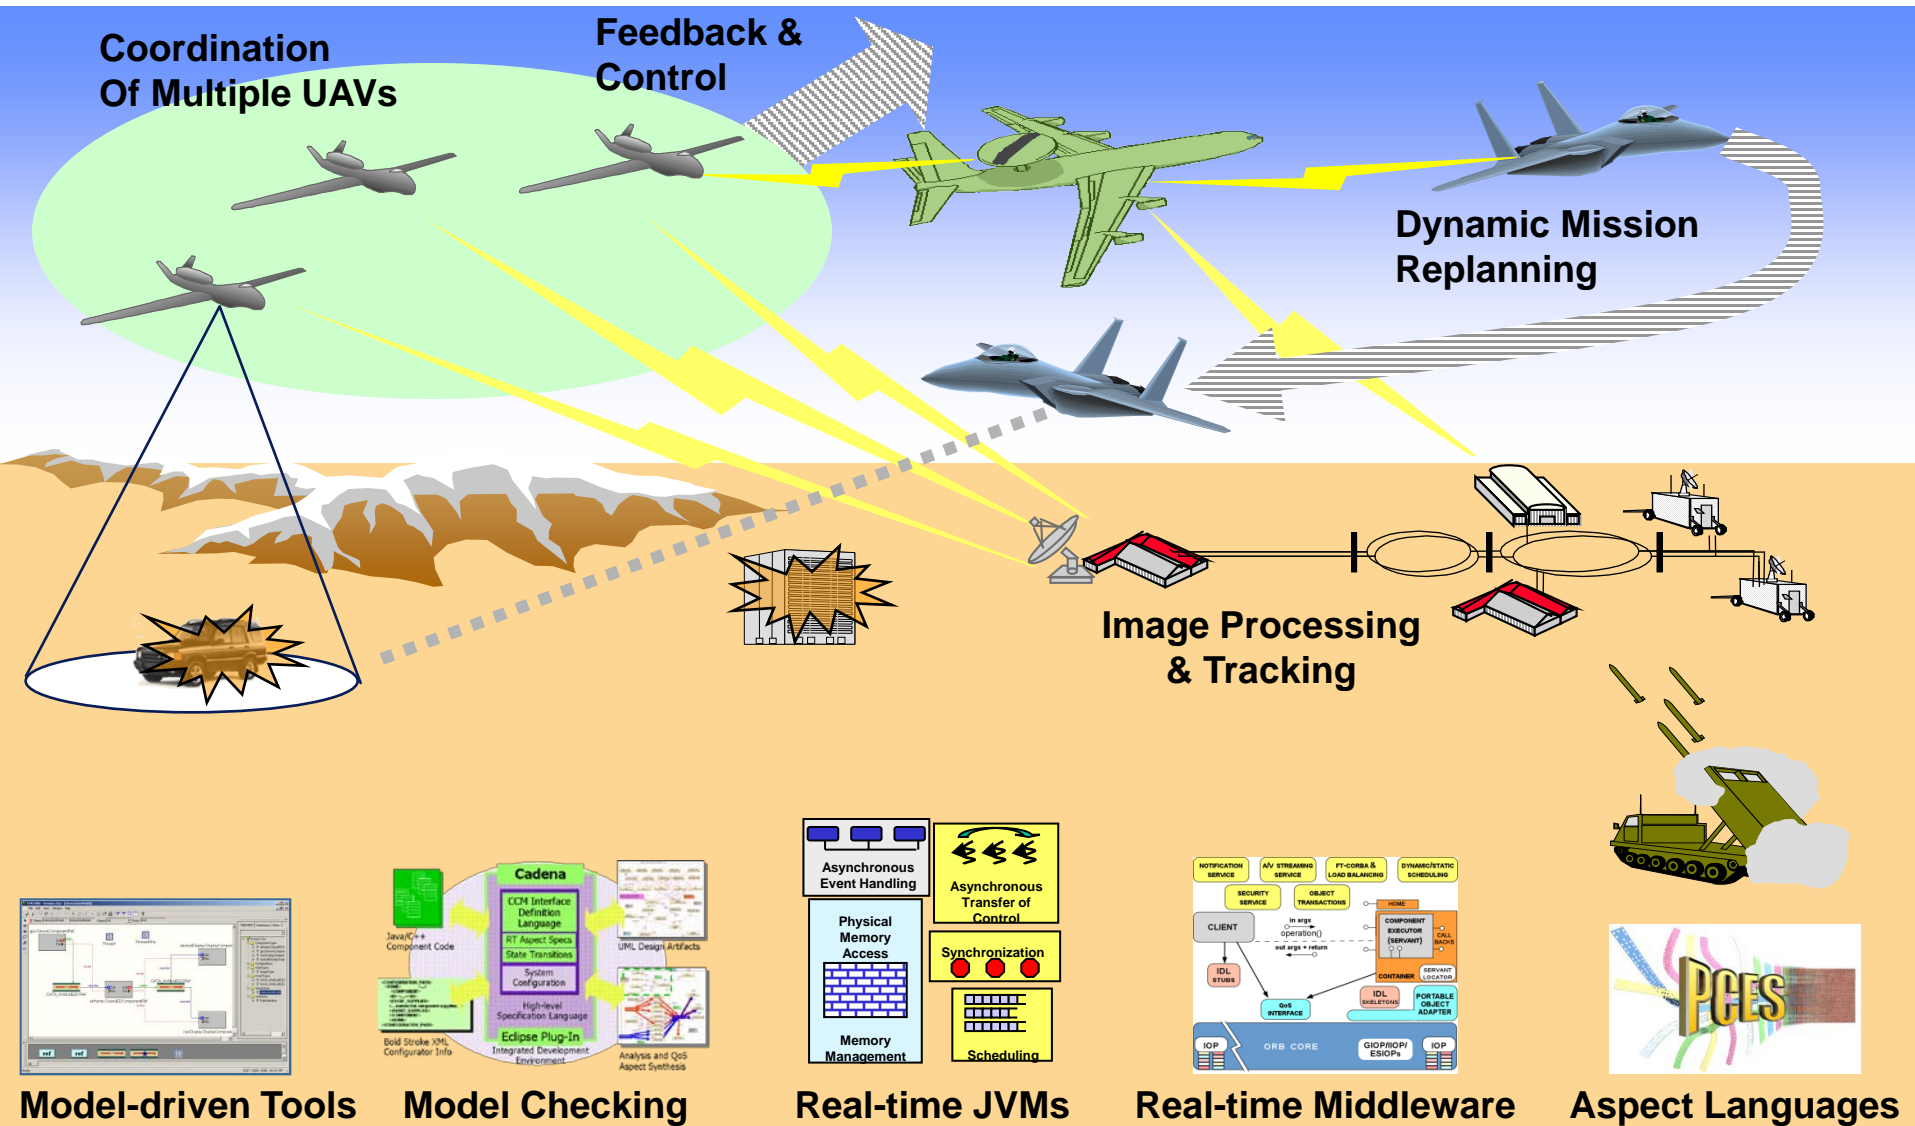 Coordination
Of Multiple UAVs
Feedback &
Control
Dynamic Mission
Replanning
Image Processing
& Tracking
Asynchronous
Event Handling
Asynchronous
Transfer of
Control
Physical
Memory
Access
Synchronization
Memory
Management
Scheduling
Cadena
CCM Interface
Definition
Language
RT Aspect Specs
State Transitions
System
Configuration
High-level
Specification Language
Eclipse Plug-In
Integrated Development
Environment
Java/C++
Component Code
UML Design Artifacts
Bold Stroke XML
Configurator Info
Analysis and QoS
Aspect Synthesis
NOTIFICATION
SERVICE
A/V STREAMING
SERVICE
FT-CORBA &
LOAD BALANCING
DYNAMIC/STATIC
SCHEDULING
SECURITY
SERVICE
OBJECT
TRANSACTIONS
HOME
CLIENT
in args
operation()
out args + return
COMPONENT
EXECUTOR
(SERVANT)
CALL
BACKS
CONTAINER
SERVANT
LOCATOR
IDL
STUBS
QoS
INTERFACE
IDL
SKELETONS
PORTABLE
OBJECT
ADAPTER
IOP
ORB CORE
GIOP/IIOP/
ESIOPs
IOP
ref
ref
PCES
Model-driven Tools
Model Checking
Real-time JVMs
Real-time Middleware
Aspect Languages